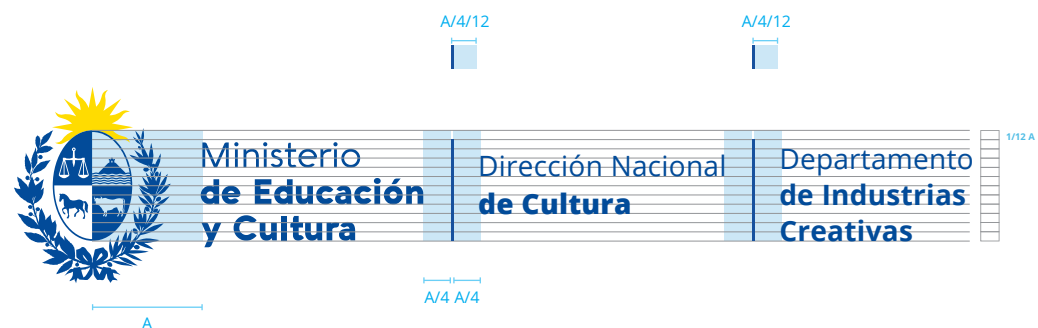 A/4/12
A/4/12
1/12 A
Ministerio
de Educación
y Cultura
Dirección Nacional
de Cultura
Departamento
de Industrias
Creativas
A/4 A/4
A